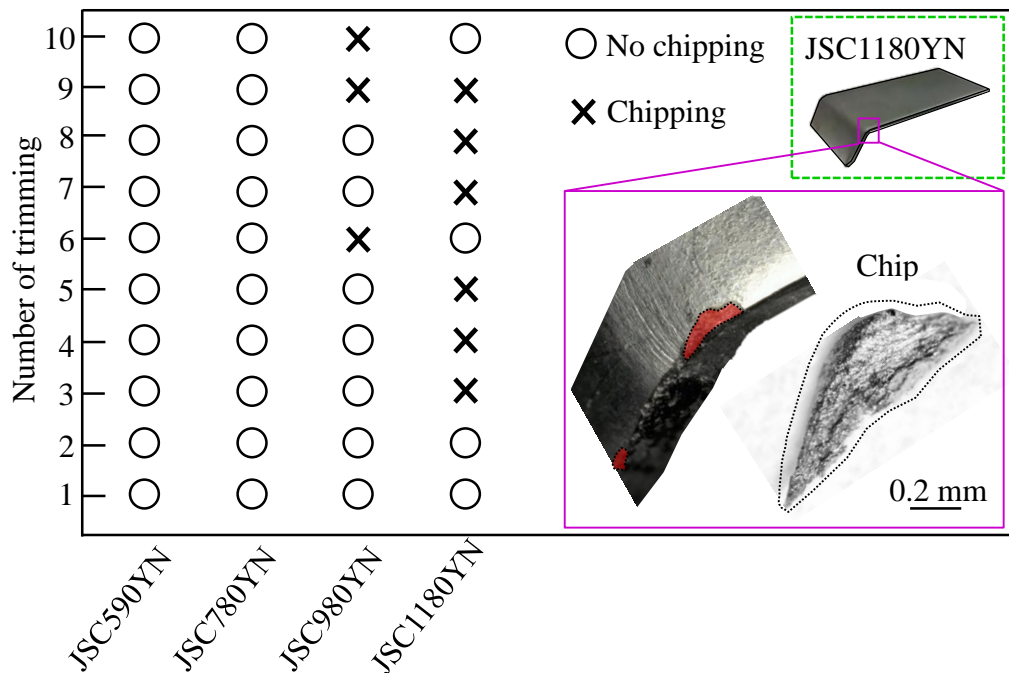 Number of trimming
10
9
8
7
6
5
4
3
2
1
JSC590YN
JSC780YN
JSC980YN
JSC1180YN
No chipping
Chipping
JSC1180YN
Chip
0.2 mm